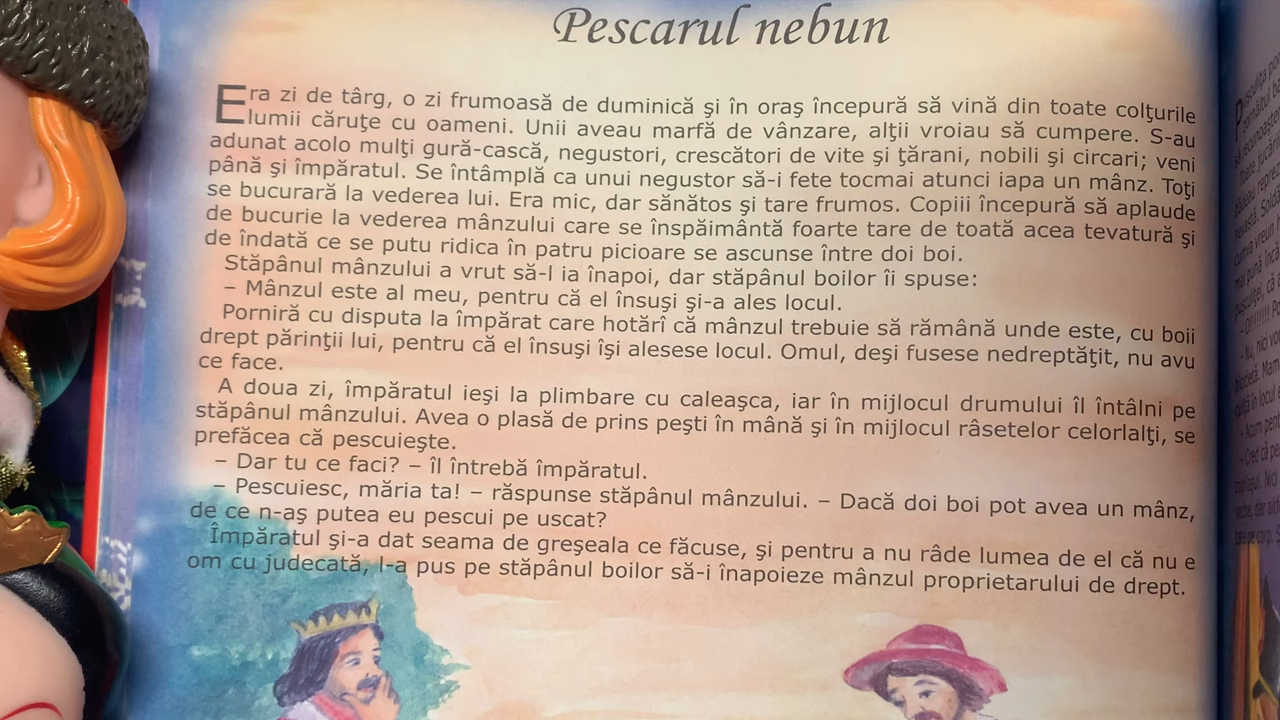 Pescarul nebun
Era zi de târg, o zi frumoasă de duminică şi în oraş începură să vină din toate colţurile
lumii căruţe cu oameni. Unii aveau marfă de vânzare, alţii vroiau să cumpere. S-au
adunat acolo mulţi gură-cască, negustori, crescători de vite şi ţărani, nobili şi circari; veni
până şi împăratul. Se întâmplă ca unui negustor să-i fete tocmai atunci iapa un mânz. Toţi
se bucurară la vederea lui. Era mic, dar sănătos şi tare frumos. Copiii începură să aplaude
de bucurie la vederea mânzului care se înspăimântă foarte tare de toată acea tevatură şi
de îndată ce se putu ridica în patru picioare se ascunse între doi boi.
Stăpânul mânzului a vrut să-l ia înapoi, dar stăpânul boilor îi spuse:
– Mânzul este al meu, pentru că el însuşi şi-a ales locul.
Porniră cu disputa la împărat care hotărî că mânzul trebuie să rămână unde este, cu boii
drept părinţii lui, pentru că el însuşi îşi alesese locul. Omul, deşi fusese nedreptăţit, nu avu
ce face.
A doua zi, împăratul ieşi la plimbare cu caleaşca, iar în mijlocul drumului îl întâlni pe
stăpânul mânzului. Avea o plasă de prins peşti în mână şi în mijlocul râsetelor celorlalţi, se
prefăcea că pescuieşte.
– Dar tu ce faci? – îl întrebă împăratul.
– Pescuiesc, măria ta! – răspunse stăpânul mânzului. – Dacă doi boi pot avea un mânz,
de ce n-aş putea eu pescui pe uscat?
Împăratul şi-a dat seama de greşeala ce făcuse, şi pentru a nu râde lumea de el că nu e
om cu judecată, l-a pus pe stăpânul boilor să-i înapoieze mânzul proprietarului de drept.